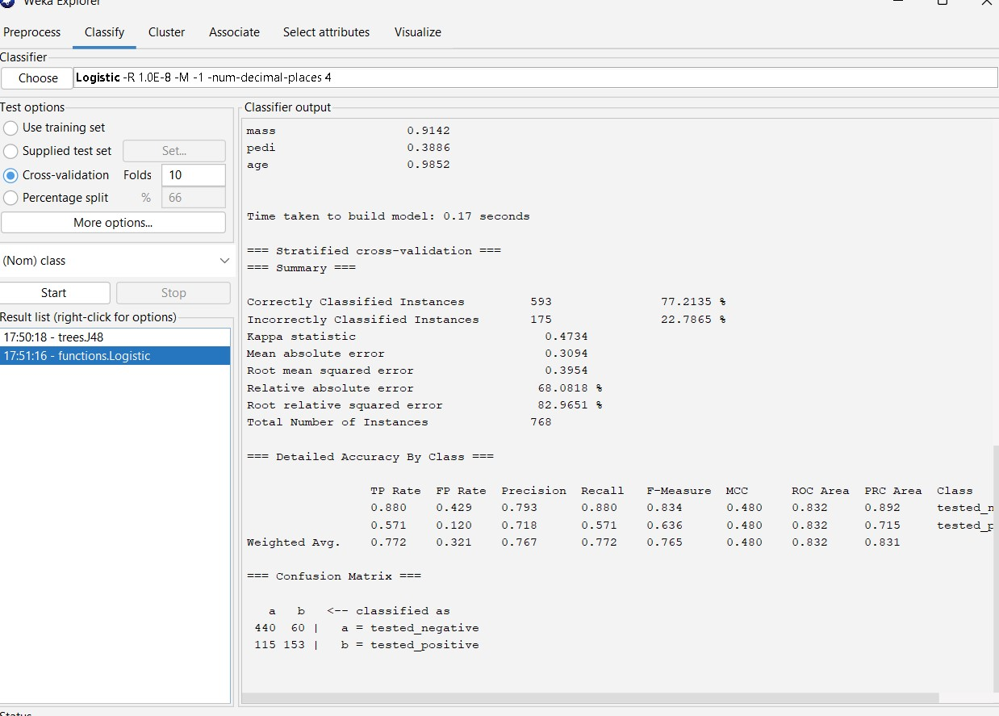 Weka Explorer
Preprocess Classify Cluster Associate Select attributes Visualize
Classifier
Choose Logistic -R 1.0E-8 -M -1 -num-decimal-places 4
Test options
Use training set
Supplied test set Set...
Cross-validation Folds 10
Percentage split % 66
More options...
(Nom) class
Start Stop
Result list (right-click for options)
17:50:18 - trees.J48
17:51:16 - functions.Logistic
Classifier output
mass 0.9142
pedi 0.3886
age 0.9852
Time taken to build model: 0.17 seconds
=== Stratified cross-validation ===
=== Summary ===
Correctly Classified Instances 593 77.2135 %
Incorrectly Classified Instances 175 22.7865 %
Kappa statistic 0.4734
Mean absolute error 0.3094
Root mean squared error 0.3954
Relative absolute error 68.0818 %
Root relative squared error 82.9651 %
Total Number of Instances 768
=== Detailed Accuracy By Class ===
TP Rate FP Rate Precision Recall F-Measure MCC ROC Area PRC Area Class
0.880 0.429 0.793 0.880 0.834 0.480 0.832 0.892 tested_n
0.571 0.120 0.718 0.571 0.636 0.480 0.832 0.715 tested_p
Weighted Avg. 0.772 0.321 0.767 0.772 0.765 0.480 0.832 0.831
=== Confusion Matrix ===
a b <-- classified as
440 60 | a = tested_negative
115 153 | b = tested_positive
Status